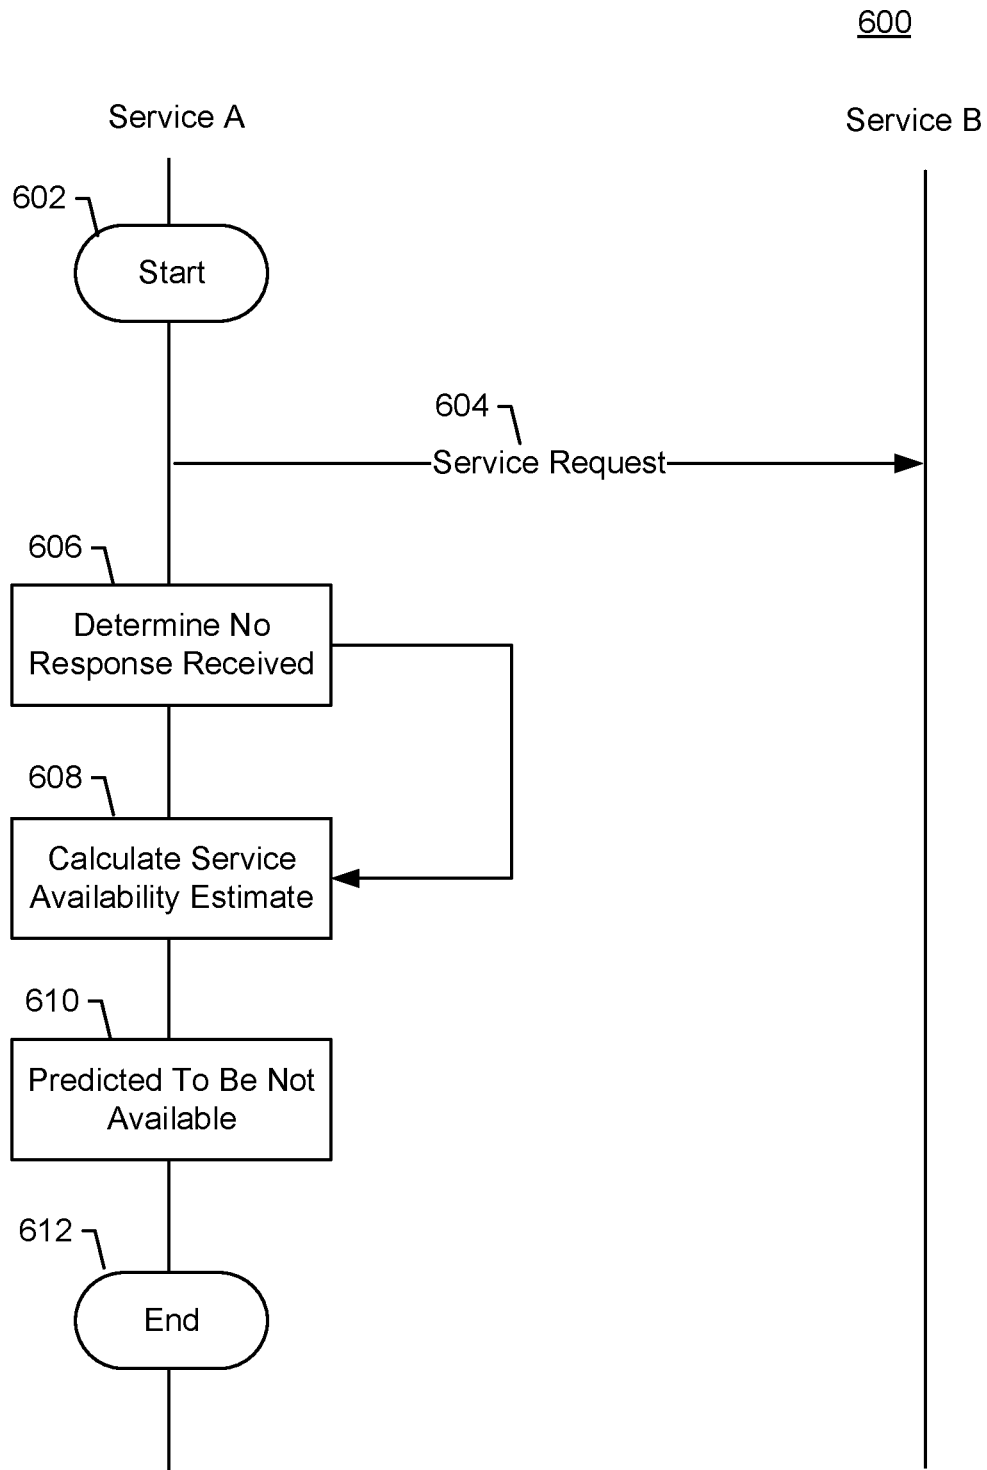 600
Service A
Service B
602
Start
604
Service Request
606
Determine No
Response Received
608
Calculate Service
Availability Estimate
610
Predicted To Be Not
Available
612
End